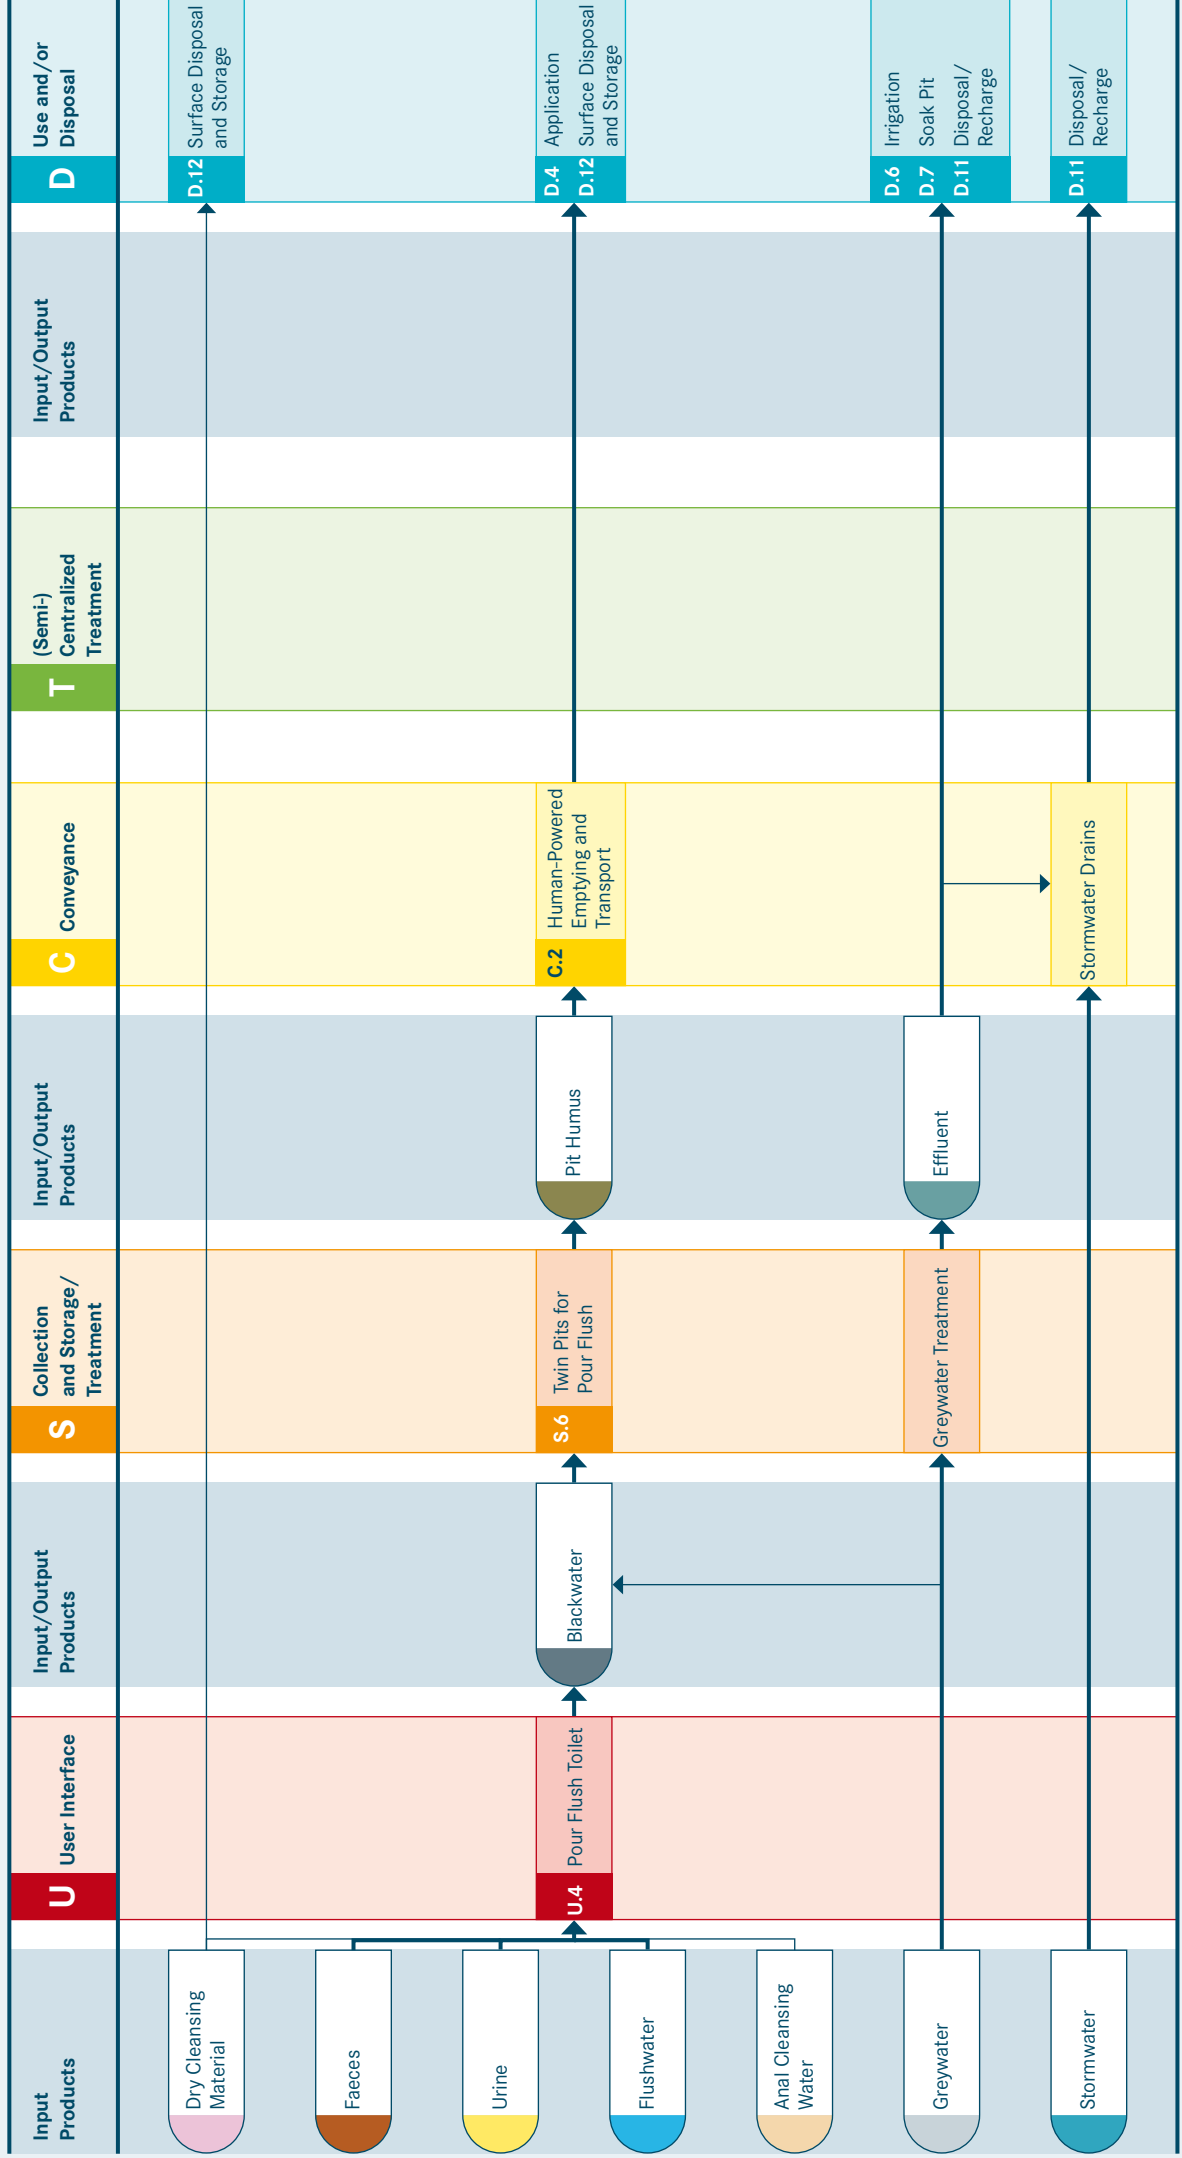 Input
Products
U
User Interface
Input/Output
Products
S
Collection
and Storage/
Treatment
Input/Output
Products
C
Conveyance
T
(Semi-)
Centralized
Treatment
Input/Output
Products
D
Use and/or
Disposal
Dry Cleansing
Material
D.12
Surface Disposal
and Storage
Faeces
Urine
U.4
Pour Flush Toilet
Blackwater
S.6
Twin Pits for
Pour Flush
Pit Humus
C.2
Human-Powered
Emptying and
Transport
D.4
Application
D.12
Surface Disposal
and Storage
Flushwater
Anal Cleansing
Water
Greywater
Greywater Treatment
Effluent
D.6
Irrigation
D.7
Soak Pit
D.11
Disposal/
Recharge
Stormwater
Stormwater Drains
D.11
Disposal/
Recharge